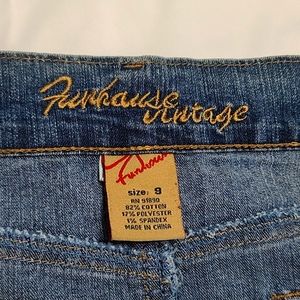 Funhouse
Vintage
Funhouse
size: 9
RN 91890
82% COTTON
17% POLYESTER
1% SPANDEX
MADE IN
CHINA